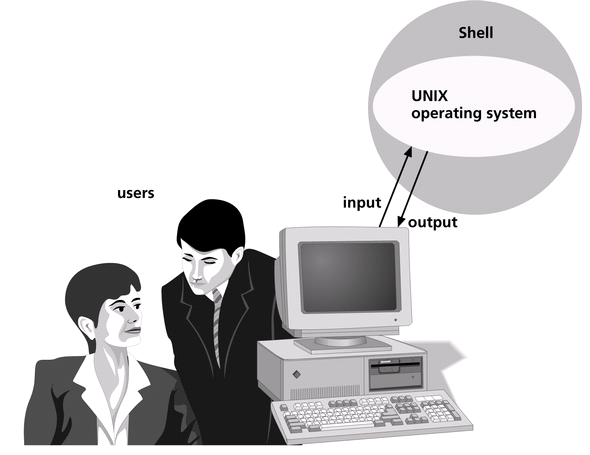 Shell
UNIX
operating system
users
input
output